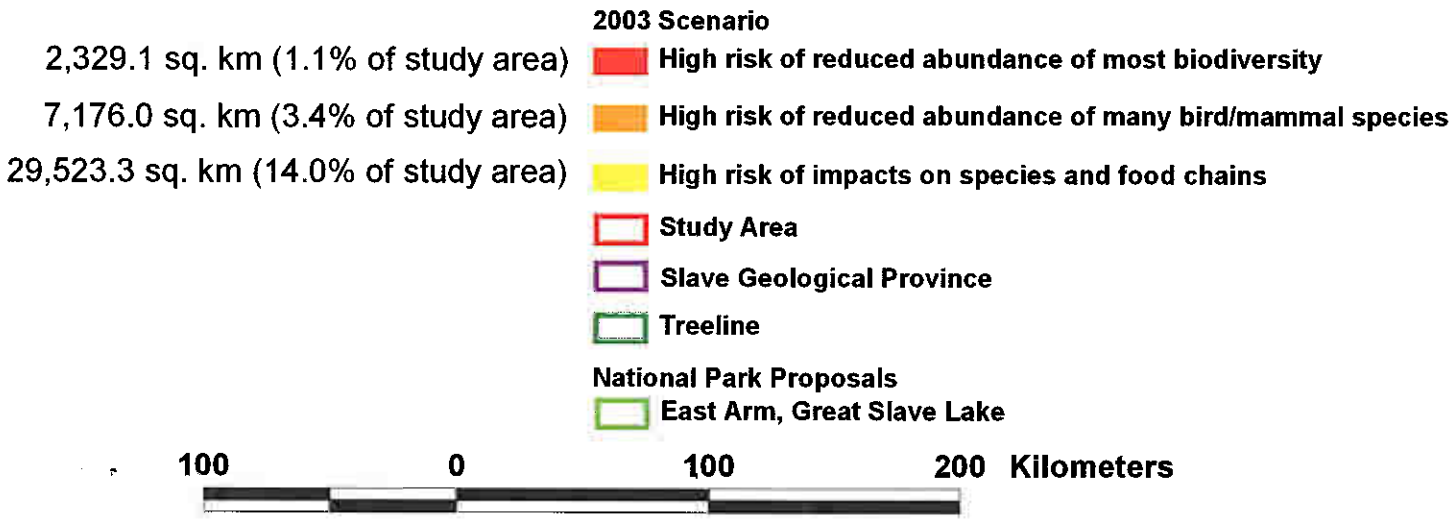 2003 Scenario
2,329.1 sq. km (1.1% of study area) High risk of reduced abundance of most biodiversity
7,176.0 sq. km (3.4% of study area) High risk of reduced abundance of many bird/mammal species
29,523.3 sq. km (14.0% of study area) High risk of impacts on species and food chains
Study Area
Slave Geological Province
Treeline
National Park Proposals
East Arm, Great Slave Lake
100 0 100 200 Kilometers